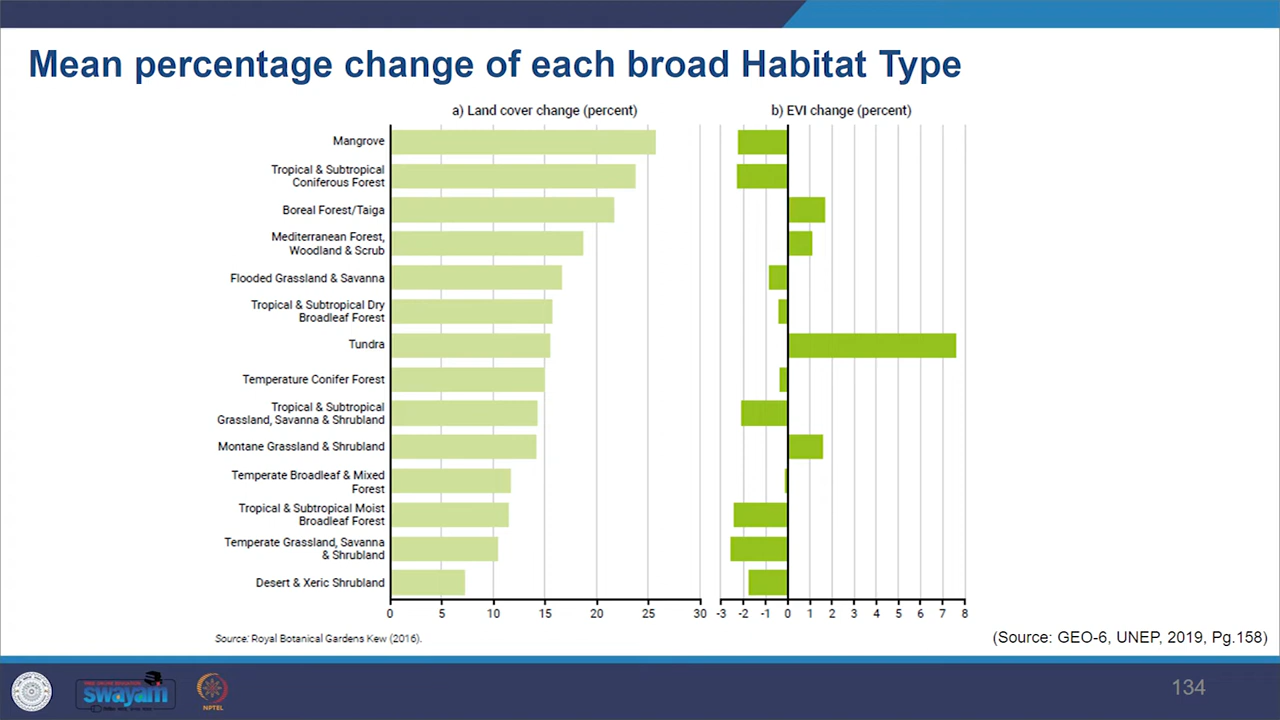 Mean percentage change of each broad Habitat Type
a) Land cover change (percent)
b) EVI change (percent)
Mangrove
Tropical & Subtropical
Coniferous Forest
Boreal Forest/Taiga
Mediterranean Forest,
Woodland & Scrub
Flooded Grassland & Savanna
Tropical & Subtropical Dry
Broadleaf Forest
Tundra
Temperature Conifer Forest
Tropical & Subtropical
Grassland, Savanna & Shrubland
Montane Grassland & Shrubland
Temperate Broadleaf & Mixed
Forest
Tropical & Subtropical Moist
Broadleaf Forest
Temperate Grassland, Savanna
& Shrubland
Desert & Xeric Shrubland
0 5 10 15 20 25 30
-3 -2 -1 0 1 2 3 4 5 6 7 8
Source: Royal Botanical Gardens Kew (2016).
(Source: GEO-6, UNEP, 2019, Pg.158)
swayam
NPTEL
134